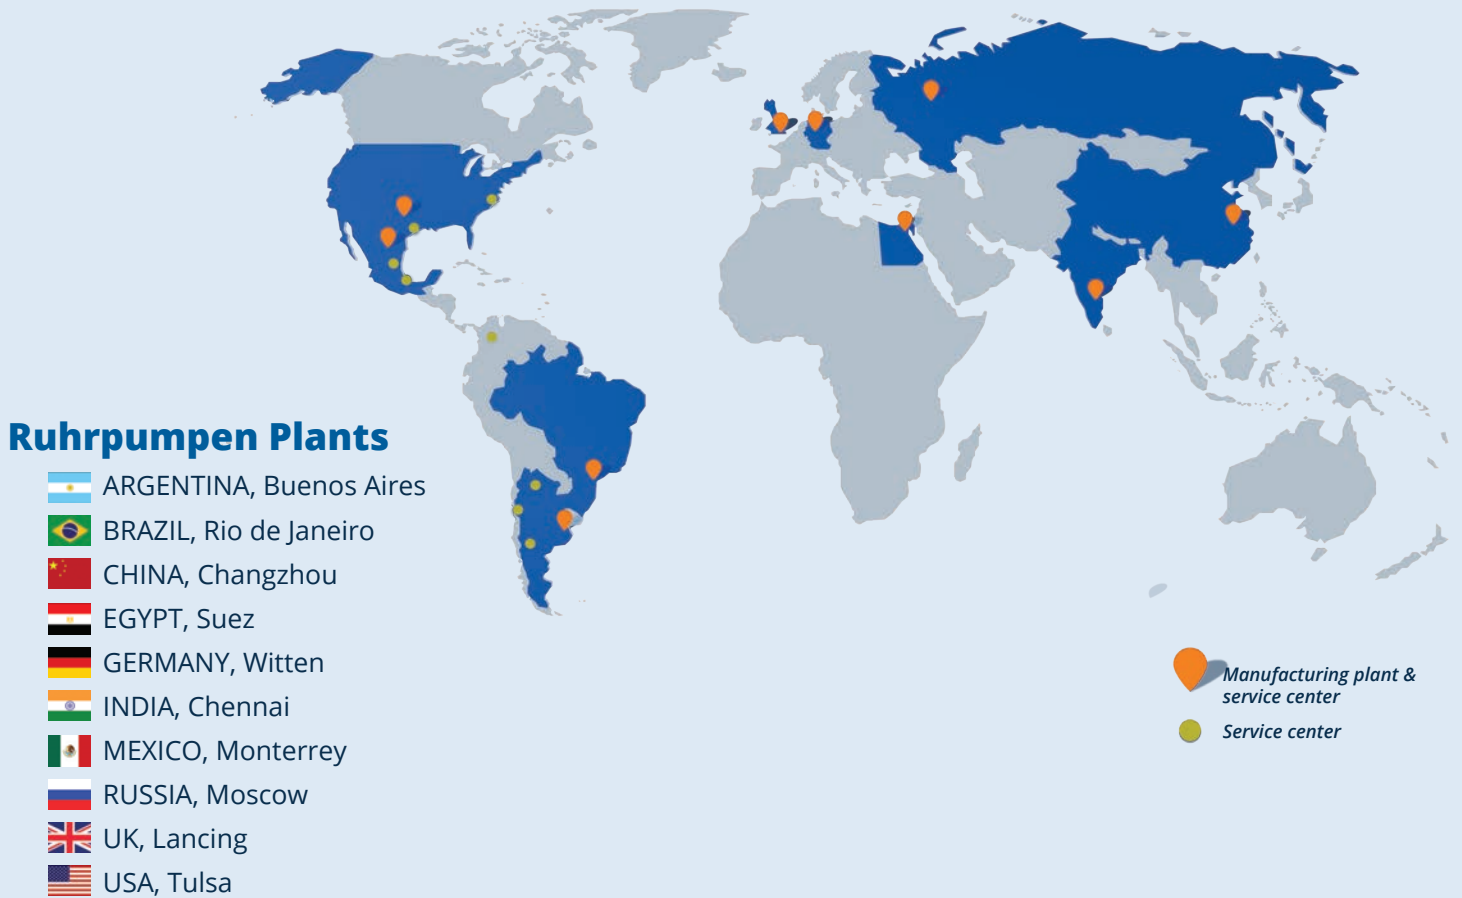 Ruhrpumpen Plants
ARGENTINA, Buenos Aires
BRAZIL, Rio de Janeiro
CHINA, Changzhou
EGYPT, Suez
GERMANY, Witten
INDIA, Chennai
MEXICO, Monterrey
RUSSIA, Moscow
UK, Lancing
USA, Tulsa
Manufacturing plant &
service center
Service center